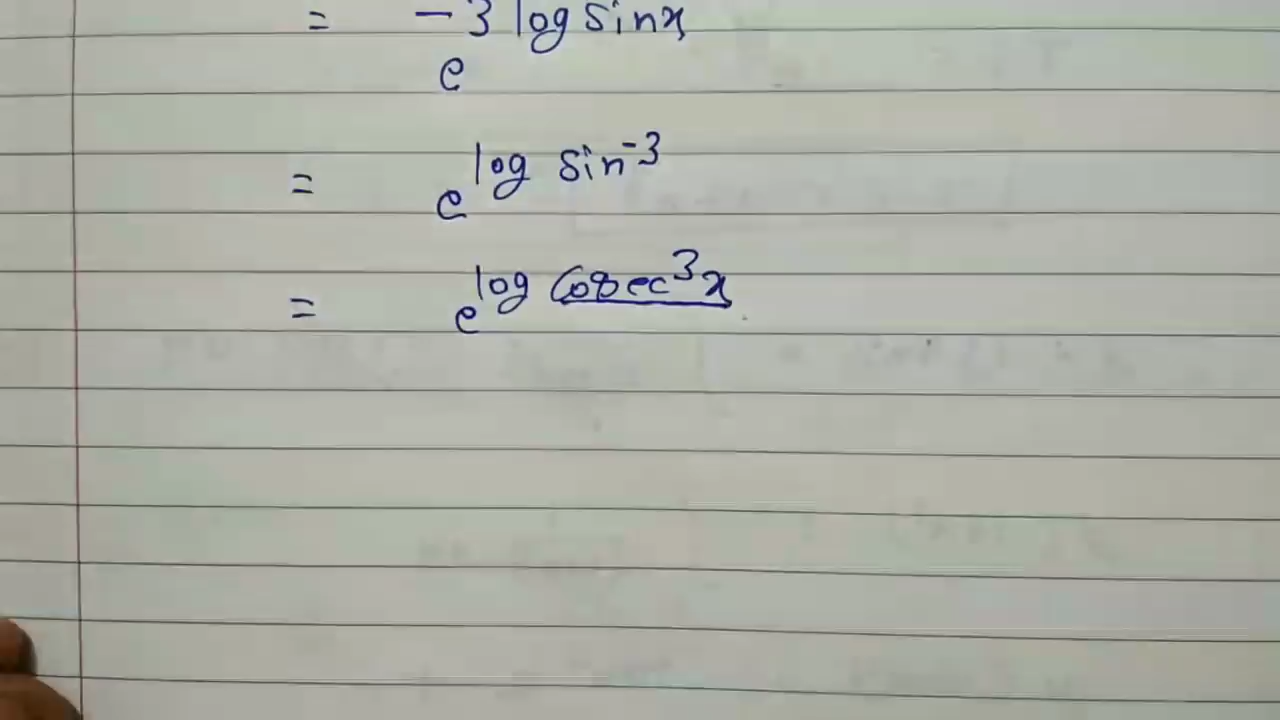 = e^{-3 log sinx}
= e^{log sin^{-3}}
= e^{log cosec^{3}x}